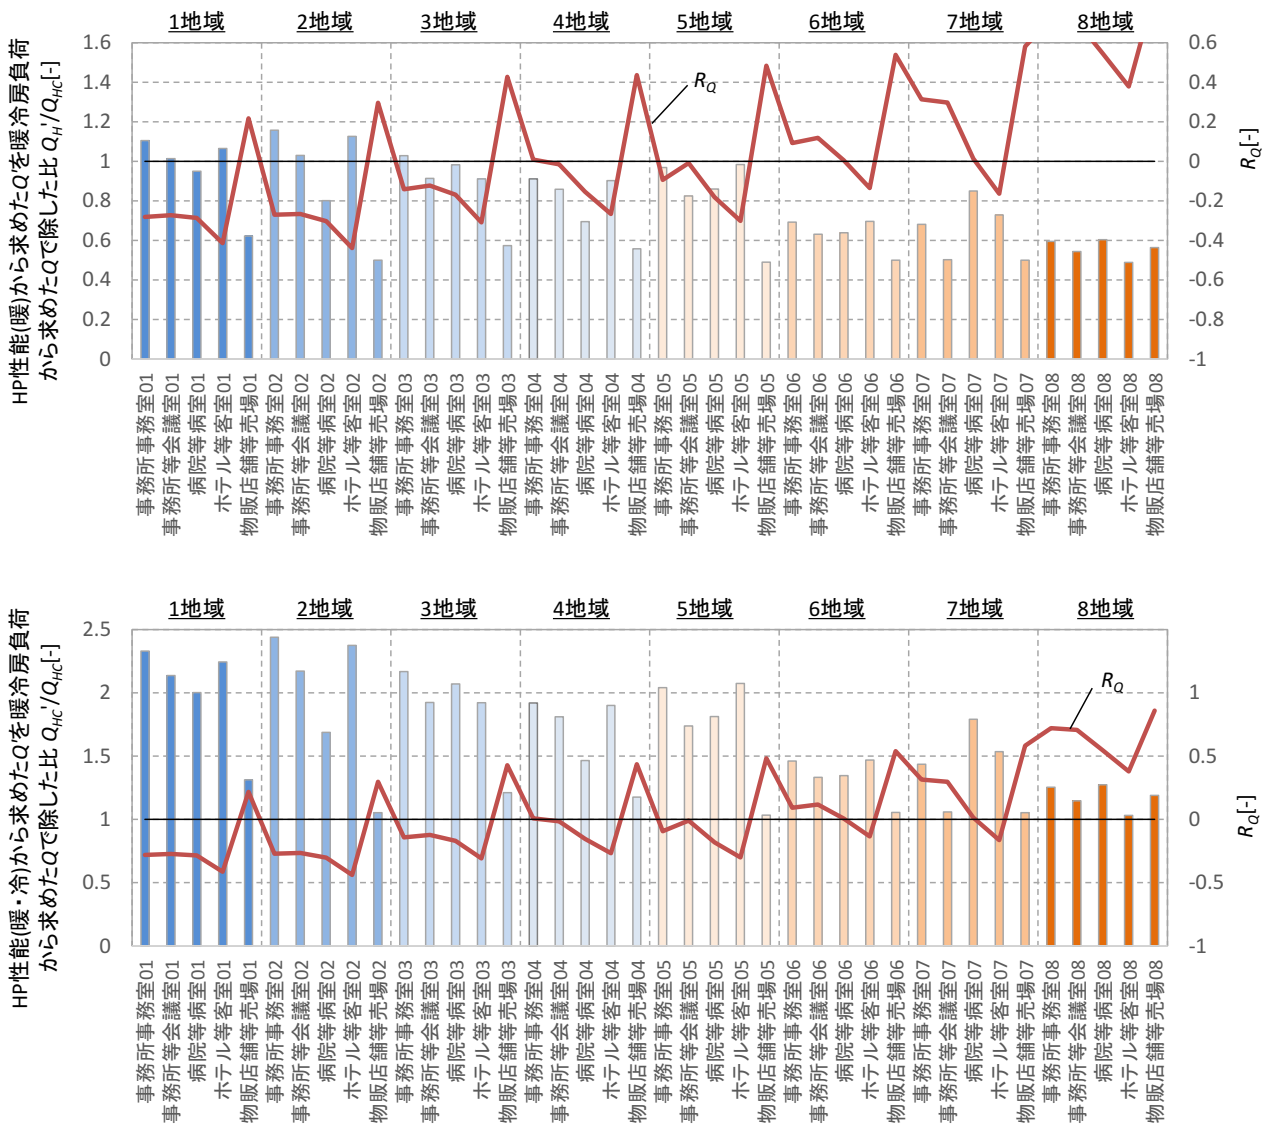 1地域 2地域 3地域 4地域 5地域 6地域 7地域 8地域
HP性能(暖)から求めたQを暖冷房負荷
から求めたQで除した比 QH'/QHC[-]
1.6
1.4
1.2
1
0.8
0.6
0.4
0.2
0
RQ
0.6
0.4
0.2
0
-0.2
-0.4
-0.6
-0.8
-1
RQ[-]
事務所事務室01
事務所等会議室01
病院等病室01
ホテル等客室01
物販店舗等売場01
事務所事務室02
事務所等会議室02
病院等病室02
ホテル等客室02
物販店舗等売場02
事務所事務室03
事務所等会議室03
病院等病室03
ホテル等客室03
物販店舗等売場03
事務所事務室04
事務所等会議室04
病院等病室04
ホテル等客室04
物販店舗等売場04
事務所事務室05
事務所等会議室05
病院等病室05
ホテル等客室05
物販店舗等売場05
事務所事務室06
事務所等会議室06
病院等病室06
ホテル等客室06
物販店舗等売場06
事務所事務室07
事務所等会議室07
病院等病室07
ホテル等客室07
物販店舗等売場07
事務所事務室08
事務所等会議室08
病院等病室08
ホテル等客室08
物販店舗等売場08
1地域 2地域 3地域 4地域 5地域 6地域 7地域 8地域
HP性能(暖・冷)から求めたQを暖冷房負荷
から求めたQで除した比 QHC'/QHC[-]
2.5
2
1.5
1
0.5
0
RQ
1
0.5
0
-0.5
-1
RQ[-]
事務所事務室01
事務所等会議室01
病院等病室01
ホテル等客室01
物販店舗等売場01
事務所事務室02
事務所等会議室02
病院等病室02
ホテル等客室02
物販店舗等売場02
事務所事務室03
事務所等会議室03
病院等病室03
ホテル等客室03
物販店舗等売場03
事務所事務室04
事務所等会議室04
病院等病室04
ホテル等客室04
物販店舗等売場04
事務所事務室05
事務所等会議室05
病院等病室05
ホテル等客室05
物販店舗等売場05
事務所事務室06
事務所等会議室06
病院等病室06
ホテル等客室06
物販店舗等売場06
事務所事務室07
事務所等会議室07
病院等病室07
ホテル等客室07
物販店舗等売場07
事務所事務室08
事務所等会議室08
病院等病室08
ホテル等客室08
物販店舗等売場08